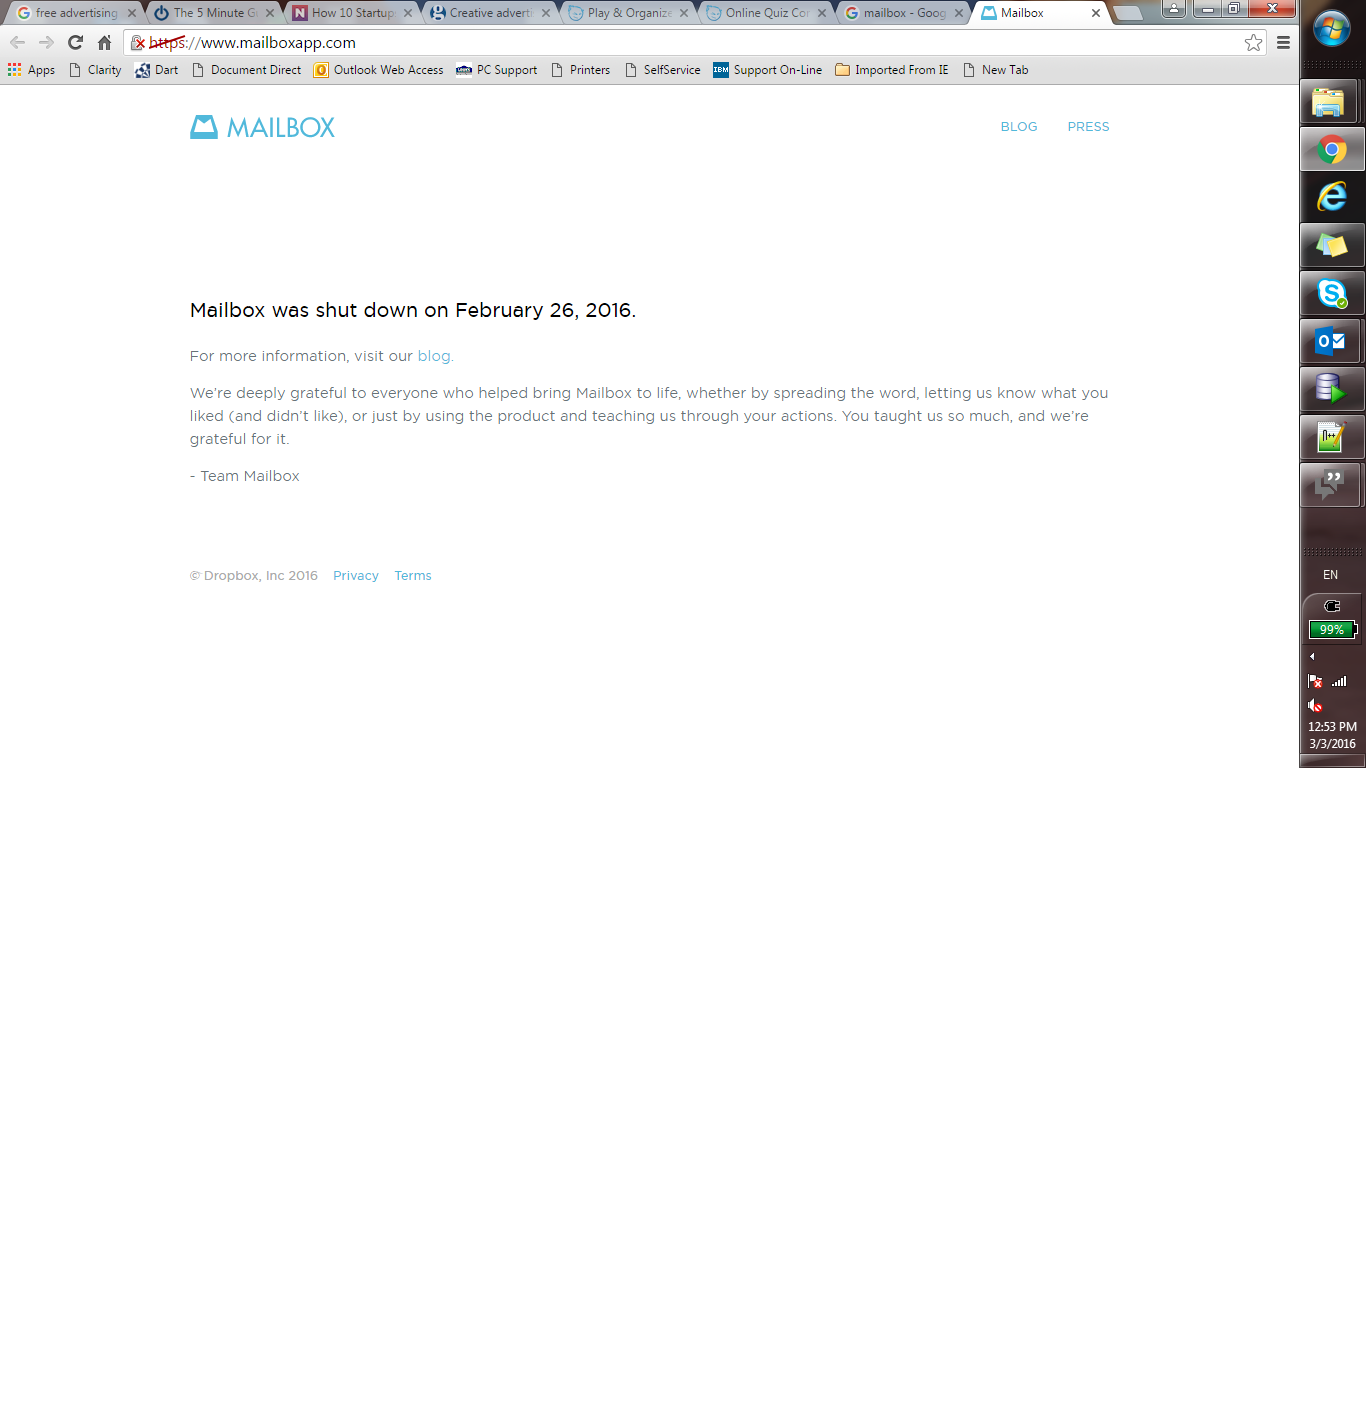 free advertising
The 5 Minute G
How 10 Startup
Creative advert
Play & Organize
Online Quiz Co
mailbox - Goog
Mailbox
https://www.mailboxapp.com
Apps
Clarity
Dart
Document Direct
Outlook Web Access
PC Support
Printers
SelfService
IBM
Support On-Line
Imported From IE
New Tab
MAILBOX
BLOG
PRESS
Mailbox was shut down on February 26, 2016.
For more information, visit our blog.
We’re deeply grateful to everyone who helped bring Mailbox to life, whether by spreading the word, letting us know what you
liked (and didn’t like), or just by using the product and teaching us through your actions. You taught us so much, and we’re
grateful for it.
- Team Mailbox
© Dropbox, Inc 2016 Privacy Terms
EN
99%
12:53 PM
3/3/2016